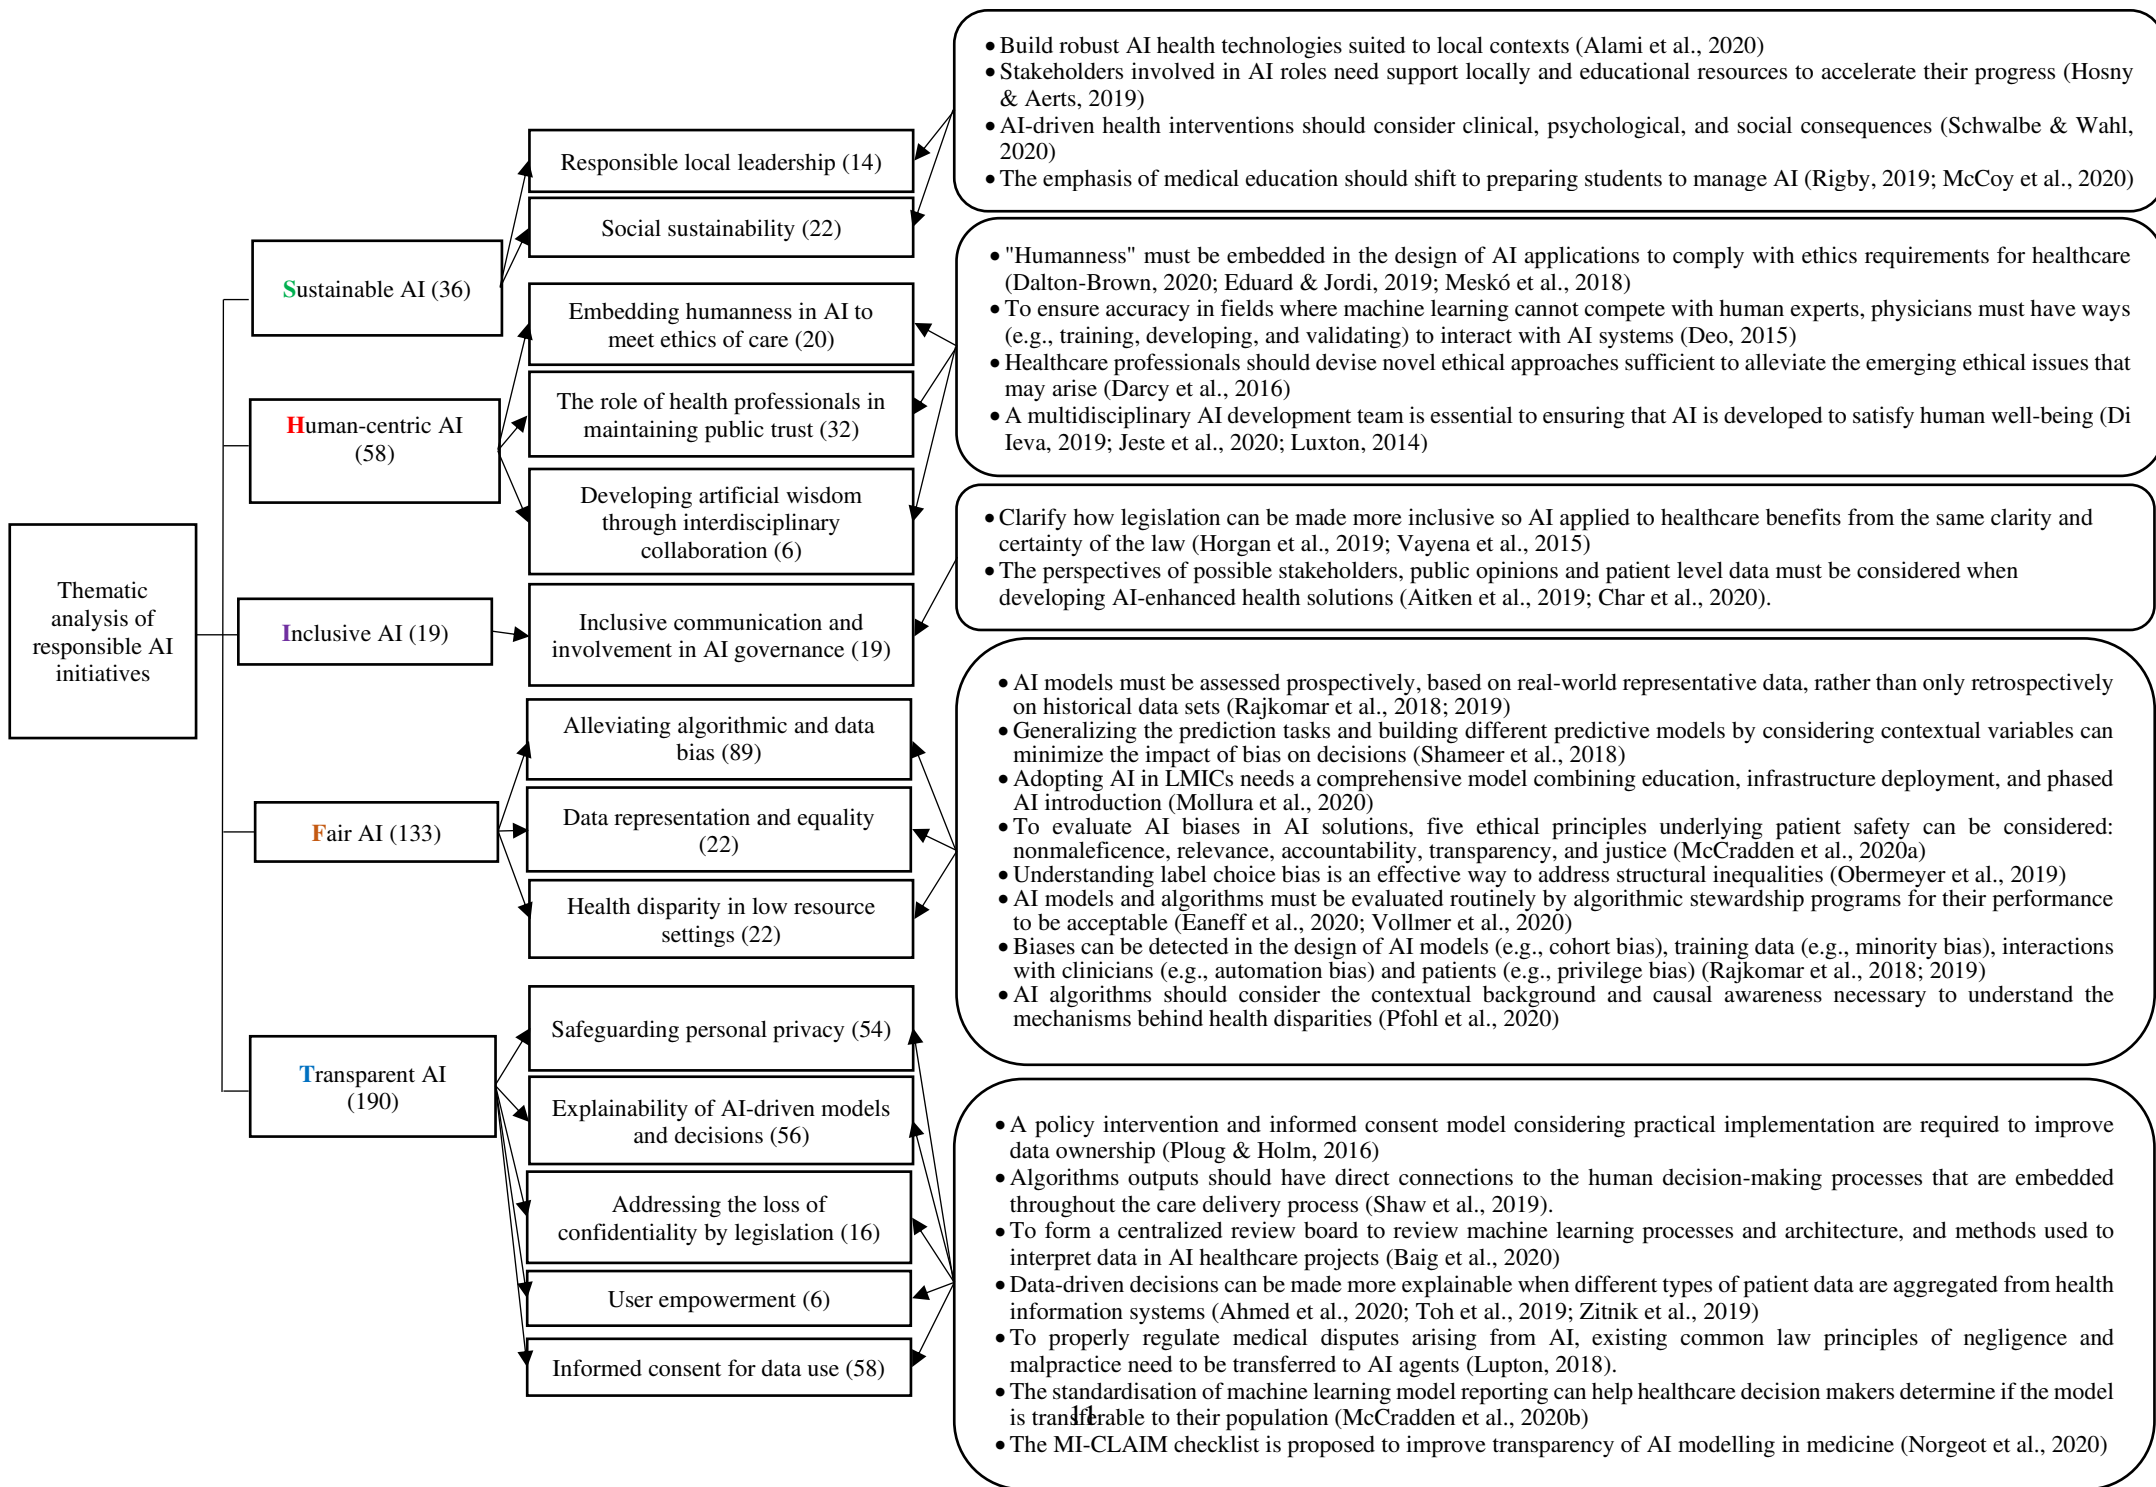 Thematic
analysis of
responsible AI
initiatives
Sustainable AI (36)
Human-centric AI
(58)
Inclusive AI (19)
Fair AI (133)
Transparent AI
(190)
Responsible local leadership (14)
Social sustainability (22)
Embedding humanness in AI to
meet ethics of care (20)
The role of health professionals in
maintaining public trust (32)
Developing artificial wisdom
through interdisciplinary
collaboration (6)
Inclusive communication and
involvement in AI governance (19)
Alleviating algorithmic and data
bias (89)
Data representation and equality
(22)
Health disparity in low resource
settings (22)
Safeguarding personal privacy (54)
Explainability of AI-driven models
and decisions (56)
Addressing the loss of
confidentiality by legislation (16)
User empowerment (6)
Informed consent for data use (58)
• Build robust AI health technologies suited to local contexts (Alami et al., 2020)
• Stakeholders involved in AI roles need support locally and educational resources to accelerate their progress (Hosny
& Aerts, 2019)
• AI-driven health interventions should consider clinical, psychological, and social consequences (Schwalbe & Wahl,
2020)
• The emphasis of medical education should shift to preparing students to manage AI (Rigby, 2019; McCoy et al., 2020)
• "Humanness" must be embedded in the design of AI applications to comply with ethics requirements for healthcare
(Dalton-Brown, 2020; Eduard & Jordi, 2019; Meskó et al., 2018)
• To ensure accuracy in fields where machine learning cannot compete with human experts, physicians must have ways
(e.g., training, developing, and validating) to interact with AI systems (Deo, 2015)
• Healthcare professionals should devise novel ethical approaches sufficient to alleviate the emerging ethical issues that
may arise (Darcy et al., 2016)
• A multidisciplinary AI development team is essential to ensuring that AI is developed to satisfy human well-being (Di
Ieva, 2019; Jeste et al., 2020; Luxton, 2014)
• Clarify how legislation can be made more inclusive so AI applied to healthcare benefits from the same clarity and
certainty of the law (Horgan et al., 2019; Vayena et al., 2015)
• The perspectives of possible stakeholders, public opinions and patient level data must be considered when
developing AI-enhanced health solutions (Aitken et al., 2019; Char et al., 2020).
• AI models must be assessed prospectively, based on real-world representative data, rather than only retrospectively
on historical data sets (Rajkomar et al., 2018; 2019)
• Generalizing the prediction tasks and building different predictive models by considering contextual variables can
minimize the impact of bias on decisions (Shameer et al., 2018)
• Adopting AI in LMICs needs a comprehensive model combining education, infrastructure deployment, and phased
AI introduction (Mollura et al., 2020)
• To evaluate AI biases in AI solutions, five ethical principles underlying patient safety can be considered:
nonmaleficence, relevance, accountability, transparency, and justice (McCradden et al., 2020a)
• Understanding label choice bias is an effective way to address structural inequalities (Obermeyer et al., 2019)
• AI models and algorithms must be evaluated routinely by algorithmic stewardship programs for their performance
to be acceptable (Eaneff et al., 2020; Vollmer et al., 2020)
• Biases can be detected in the design of AI models (e.g., cohort bias), training data (e.g., minority bias), interactions
with clinicians (e.g., automation bias) and patients (e.g., privilege bias) (Rajkomar et al., 2018; 2019)
• AI algorithms should consider the contextual background and causal awareness necessary to understand the
mechanisms behind health disparities (Pfohl et al., 2020)
• A policy intervention and informed consent model considering practical implementation are required to improve
data ownership (Ploug & Holm, 2016)
• Algorithms outputs should have direct connections to the human decision-making processes that are embedded
throughout the care delivery process (Shaw et al., 2019).
• To form a centralized review board to review machine learning processes and architecture, and methods used to
interpret data in AI healthcare projects (Baig et al., 2020)
• Data-driven decisions can be made more explainable when different types of patient data are aggregated from health
information systems (Ahmed et al., 2020; Toh et al., 2019; Zitnik et al., 2019)
• To properly regulate medical disputes arising from AI, existing common law principles of negligence and
malpractice need to be transferred to AI agents (Lupton, 2018).
• The standardisation of machine learning model reporting can help healthcare decision makers determine if the model
is transferable to their population (McCradden et al., 2020b)
11
• The MI-CLAIM checklist is proposed to improve transparency of AI modelling in medicine (Norgeot et al., 2020)